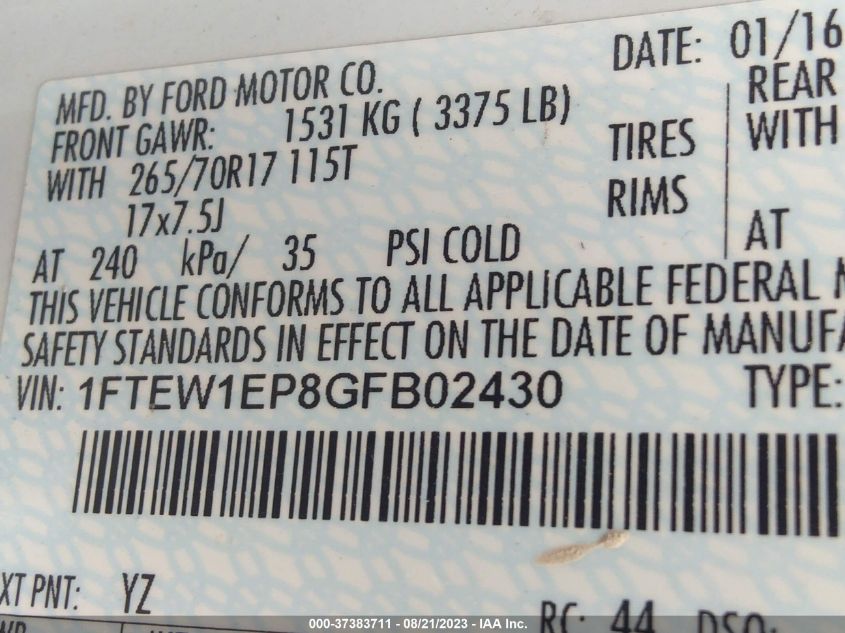 MFD. BY FORD MOTOR CO.
DATE: 01/16
FRONT GAWR: 1531 KG ( 3375 LB)
REAR
WITH 265/70R17 115T TIRES WITH
17x7.5J RIMS
AT 240 kPa/ 35 PSI COLD AT
THIS VEHICLE CONFORMS TO ALL APPLICABLE FEDERAL
SAFETY STANDARDS IN EFFECT ON THE DATE OF MANUFA
VIN: 1FTEW1EP8GFB02430 TYPE:
XT PNT: YZ RC: 44 DSO:
000-37383711 - 08/21/2023 - IAA Inc.